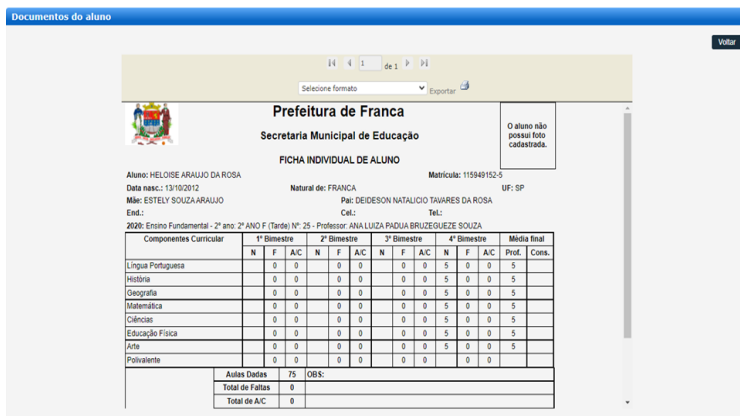 Documentos do aluno
Voltar
1 de 1
Selecione formato Exportar
Prefeitura de Franca
Secretaria Municipal de Educação
FICHA INDIVIDUAL DE ALUNO
O aluno não
possui foto
cadastrada.
Aluno: HELOISE ARAUJO DA ROSA Matrícula: 115949152-5
Data nasc.: 13/10/2012 Natural de: FRANCA UF: SP
Mãe: ESTELY SOUZA ARAUJO Pai: DEIDESON NATALICIO TAVARES DA ROSA
End.: Cel.: Tel.:
2020: Ensino Fundamental - 2º ano: 2º ANO F (Tarde) Nº: 25 - Professor: ANA LUIZA PADUA BRUZEGUEZE SOUZA
Componentes Curricular 1º Bimestre 2º Bimestre 3º Bimestre 4º Bimestre Média final
N F A/C N F A/C N F A/C N F A/C Prof. Cons.
Língua Portuguesa 0 0 0 0 0 0 5 0 0 5
História 0 0 0 0 0 0 5 0 0 5
Geografia 0 0 0 0 0 0 5 0 0 5
Matemática 0 0 0 0 0 0 5 0 0 5
Ciências 0 0 0 0 0 0 5 0 0 5
Educação Física 0 0 0 0 0 0 5 0 0 5
Arte 0 0 0 0 0 0 5 0 0 5
Polivalente 0 0 0 0 0 0 0 0
Aulas Dadas 75 OBS:
Total de Faltas 0
Total de A/C 0